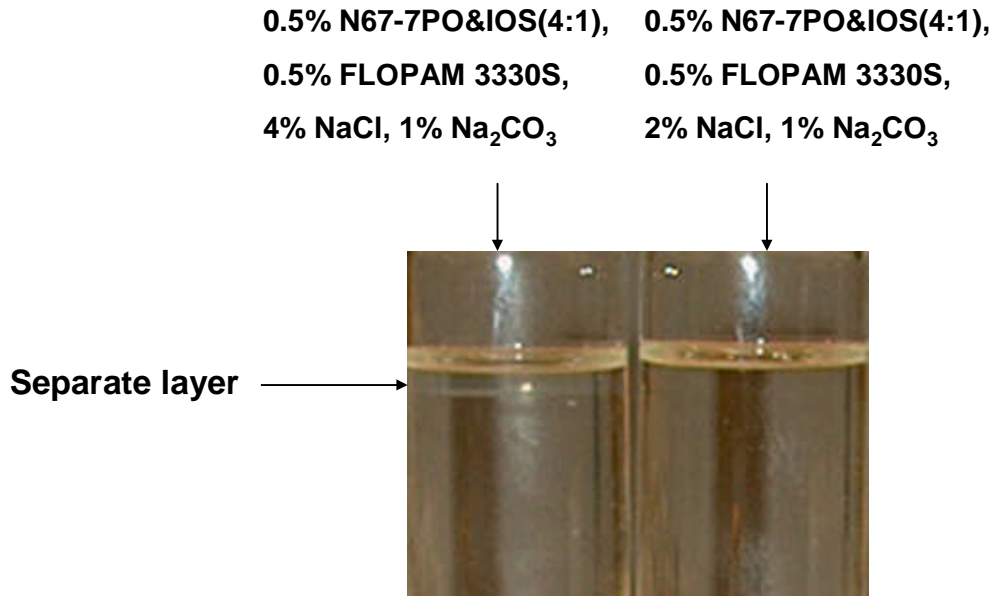 0.5% N67-7PO&IOS(4:1),
0.5% FLOPAM 3330S,
4% NaCl, 1% Na₂CO₃
0.5% N67-7PO&IOS(4:1),
0.5% FLOPAM 3330S,
2% NaCl, 1% Na₂CO₃
Separate layer